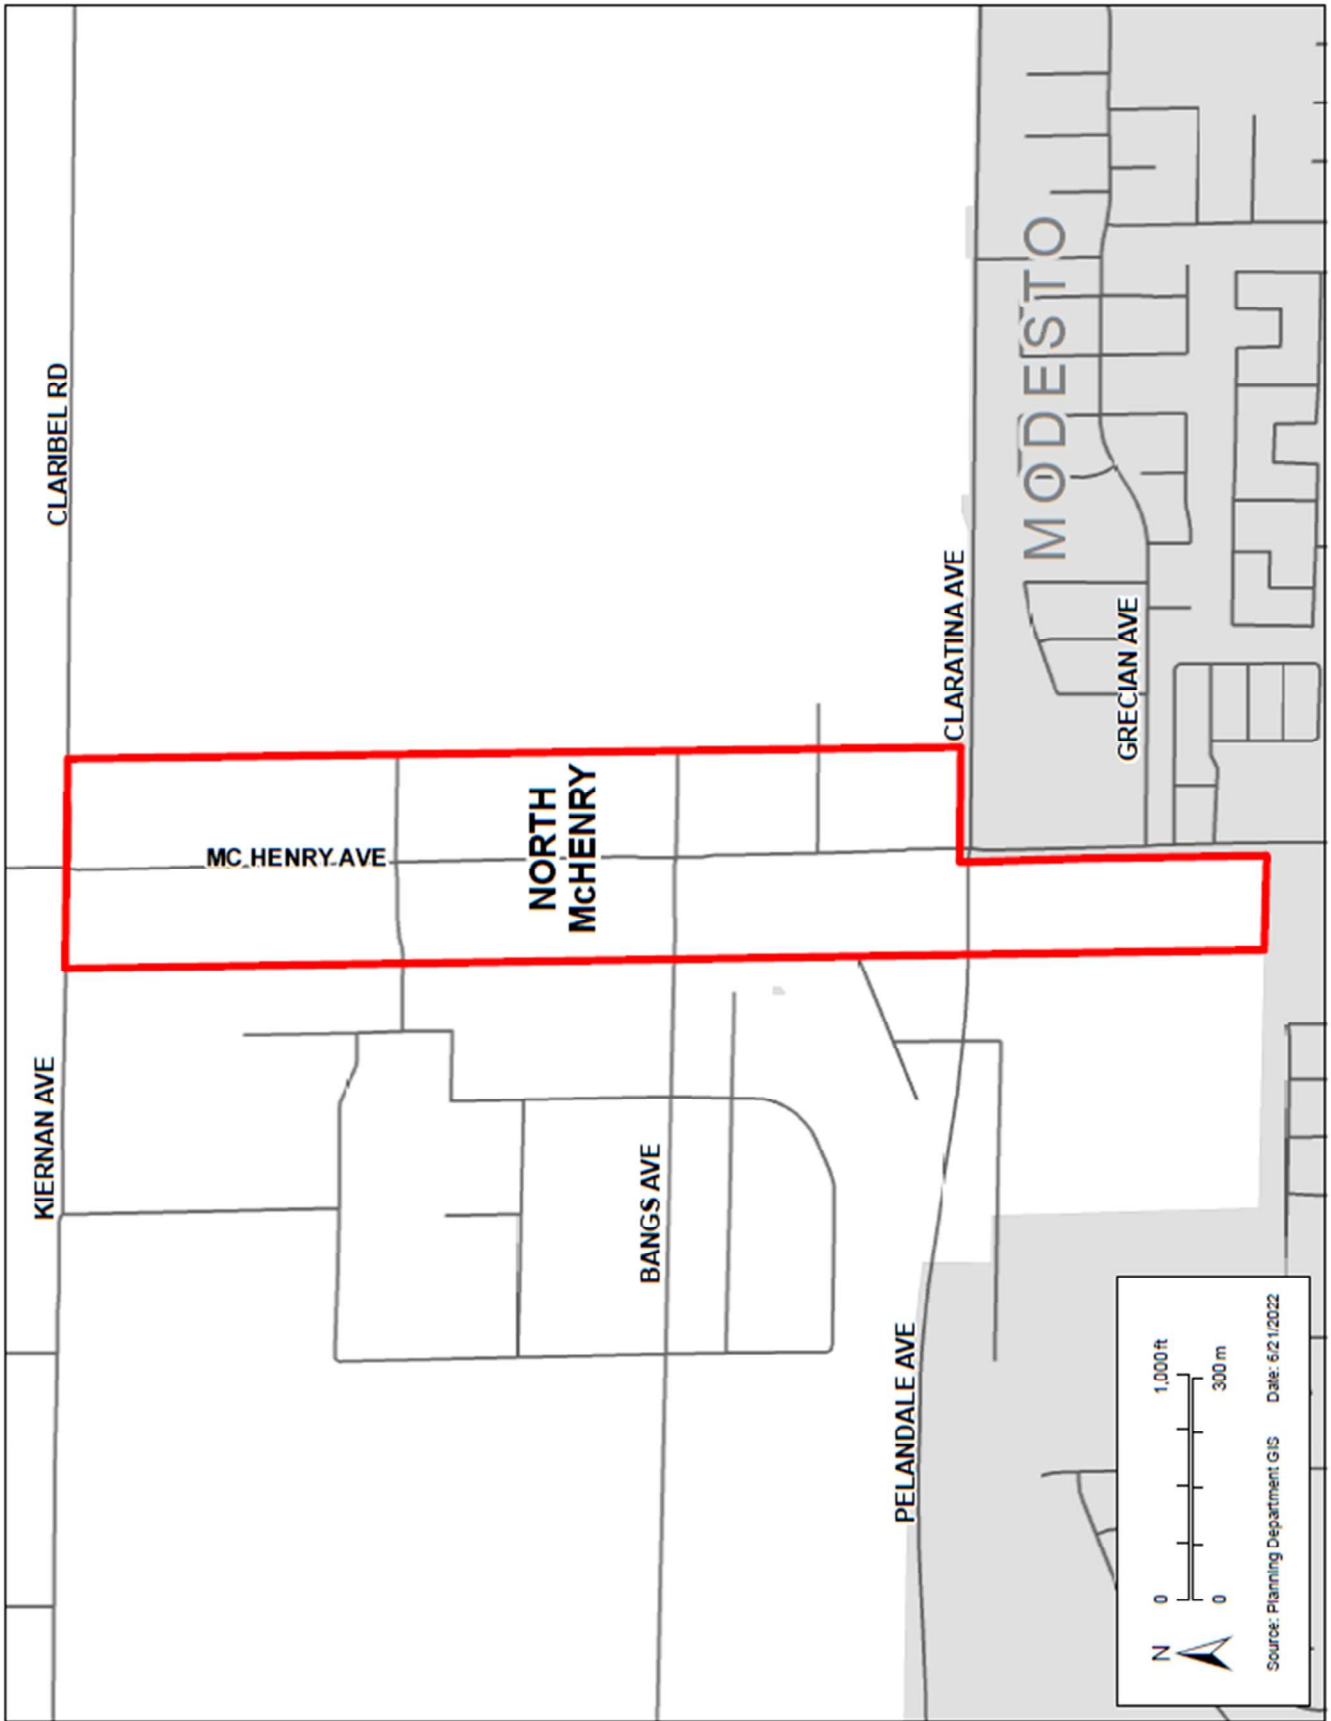 CLARIBEL RD
KIERNAN AVE
MC HENRY AVE
NORTH
McHENRY
BANGS AVE
CLARATINA AVE
PELANDALE AVE
MODESTO
GRECIAN AVE
N
0
1,000 ft
0
300 m
Source: Planning Department GIS Date: 6/21/2022